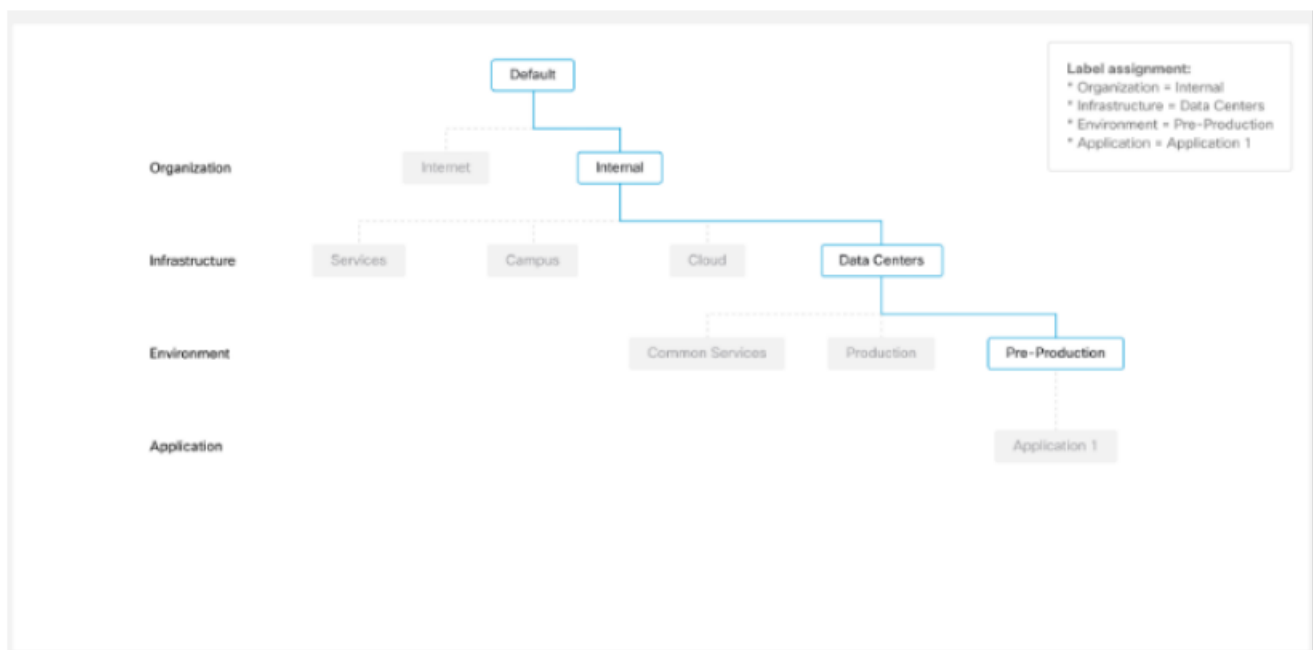 Default
Label assignment:
* Organization = Internal
* Infrastructure = Data Centers
* Environment = Pre-Production
* Application = Application 1
Organization Internet Internal
Infrastructure Services Campus Cloud Data Centers
Environment Common Services Production Pre-Production
Application Application 1